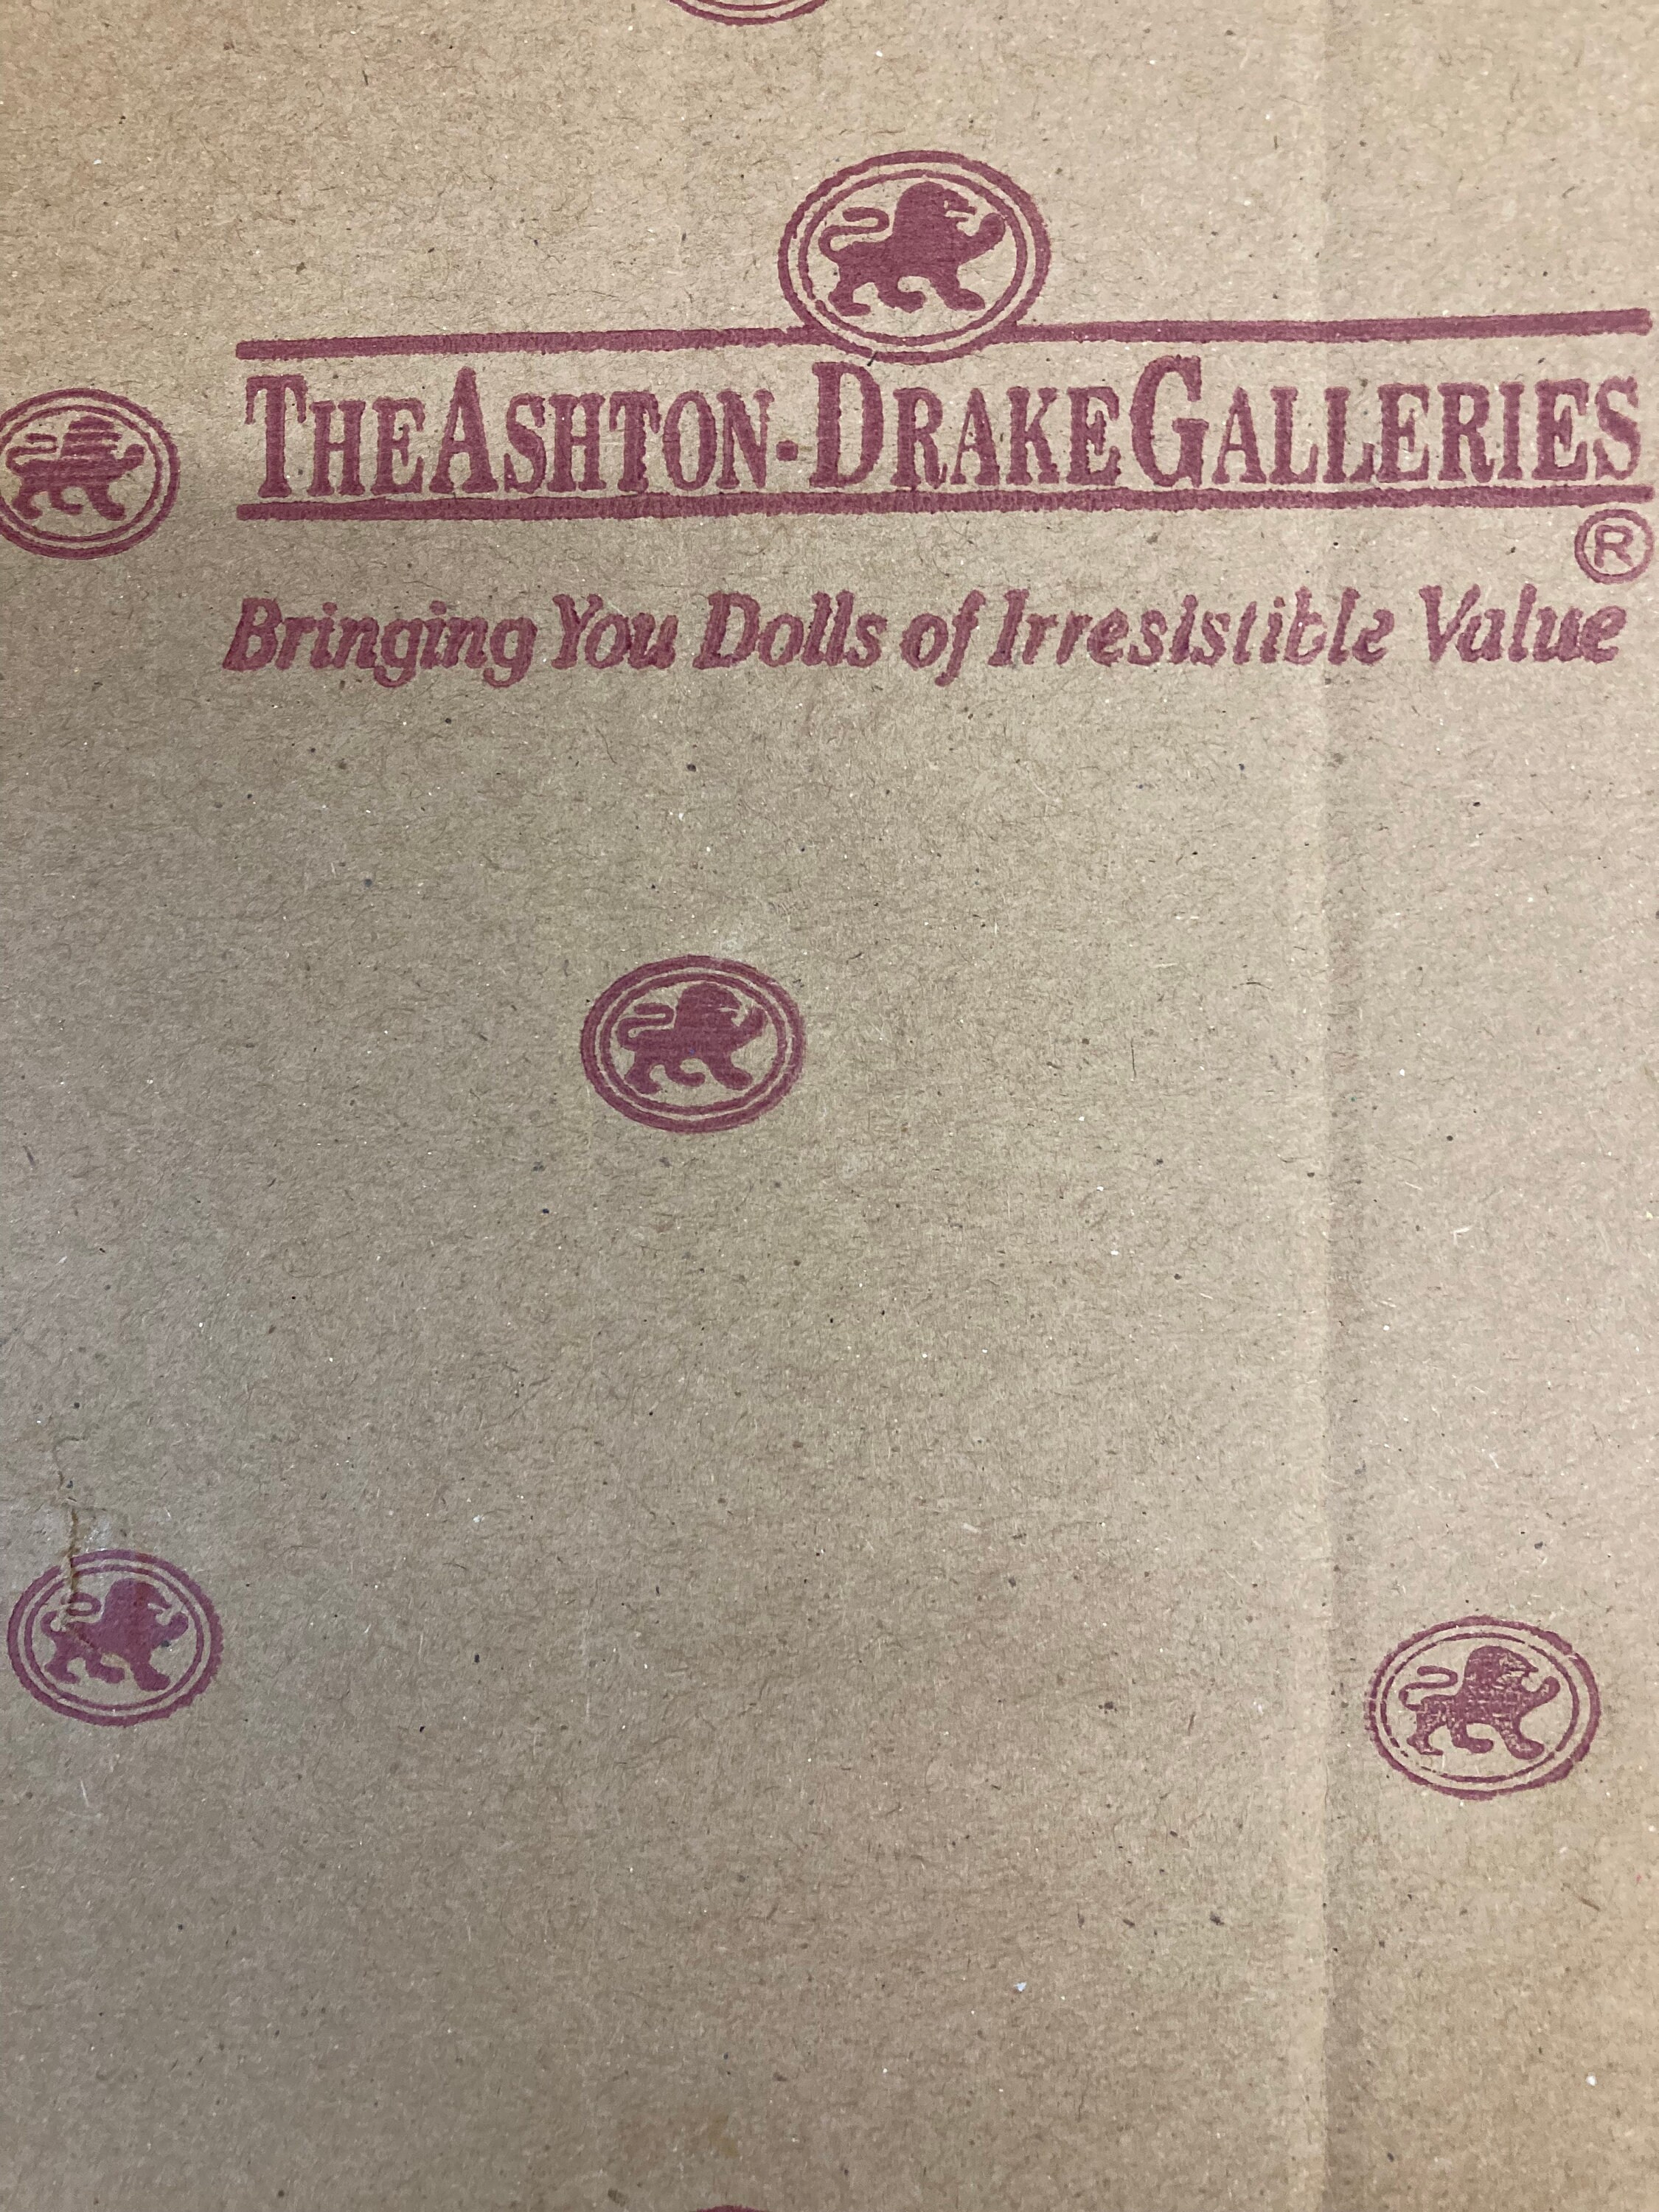 THE ASHTON-DRAKE GALLERIES
®
Bringing You Dolls of Irresistible Value